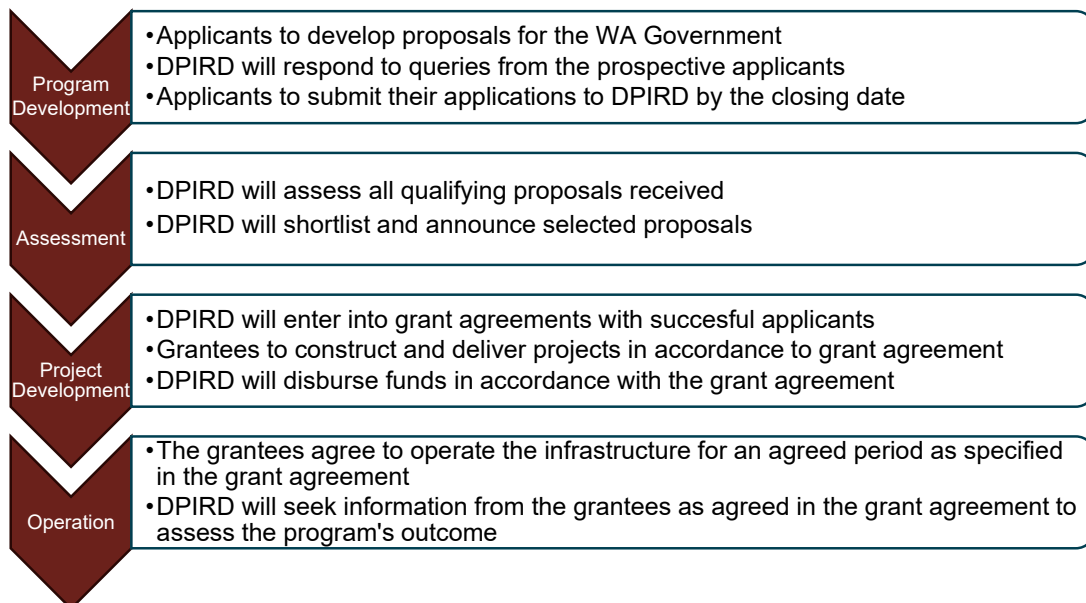 Program
Development
•Applicants to develop proposals for the WA Government
•DPIRD will respond to queries from the prospective applicants
•Applicants to submit their applications to DPIRD by the closing date
Assessment
•DPIRD will assess all qualifying proposals received
•DPIRD will shortlist and announce selected proposals
Project
Development
•DPIRD will enter into grant agreements with succesful applicants
•Grantees to construct and deliver projects in accordance to grant agreement
•DPIRD will disburse funds in accordance with the grant agreement
Operation
•The grantees agree to operate the infrastructure for an agreed period as specified
in the grant agreement
•DPIRD will seek information from the grantees as agreed in the grant agreement to
assess the program's outcome